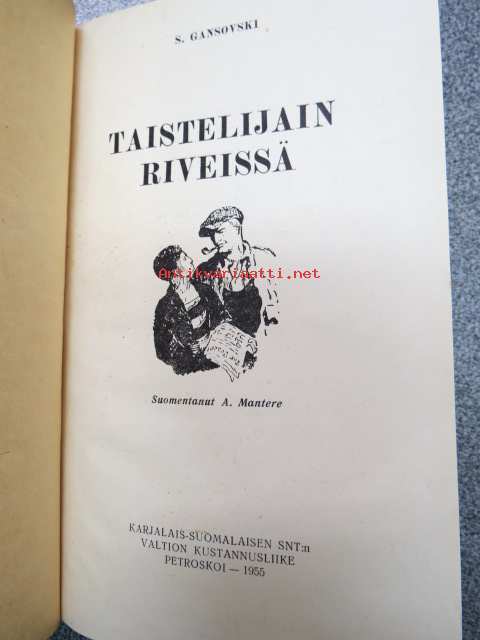 S. GANSOVSKI
TAISTELIJAIN
RIVEISSÄ
Antikvariaatti.net
Suomentanut A. Mantere
KARJALAIS-SUOMALAISEN SNT:n
VALTION KUSTANNUSLIIKE
PETROSKOI — 1955